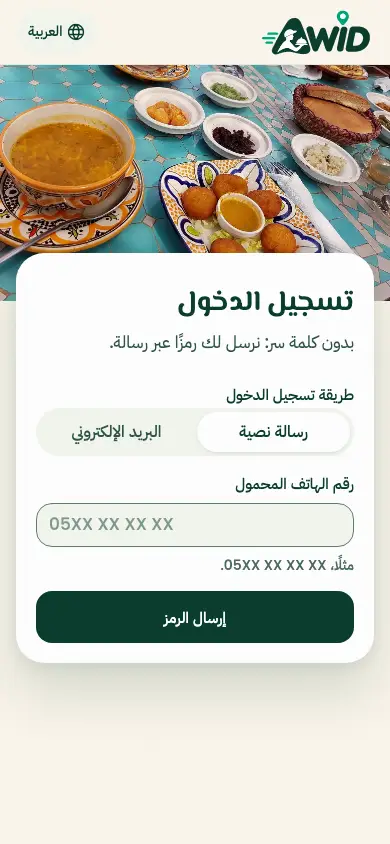 AWID
العربية
تسجيل الدخول
بدون كلمة سر: نرسل لك رمزًا عبر رسالة.
طريقة تسجيل الدخول
رسالة نصية
البريد الإلكتروني
رقم الهاتف المحمول
05XX XX XX XX
مثلًا، 05XX XX XX XX.
إرسال الرمز